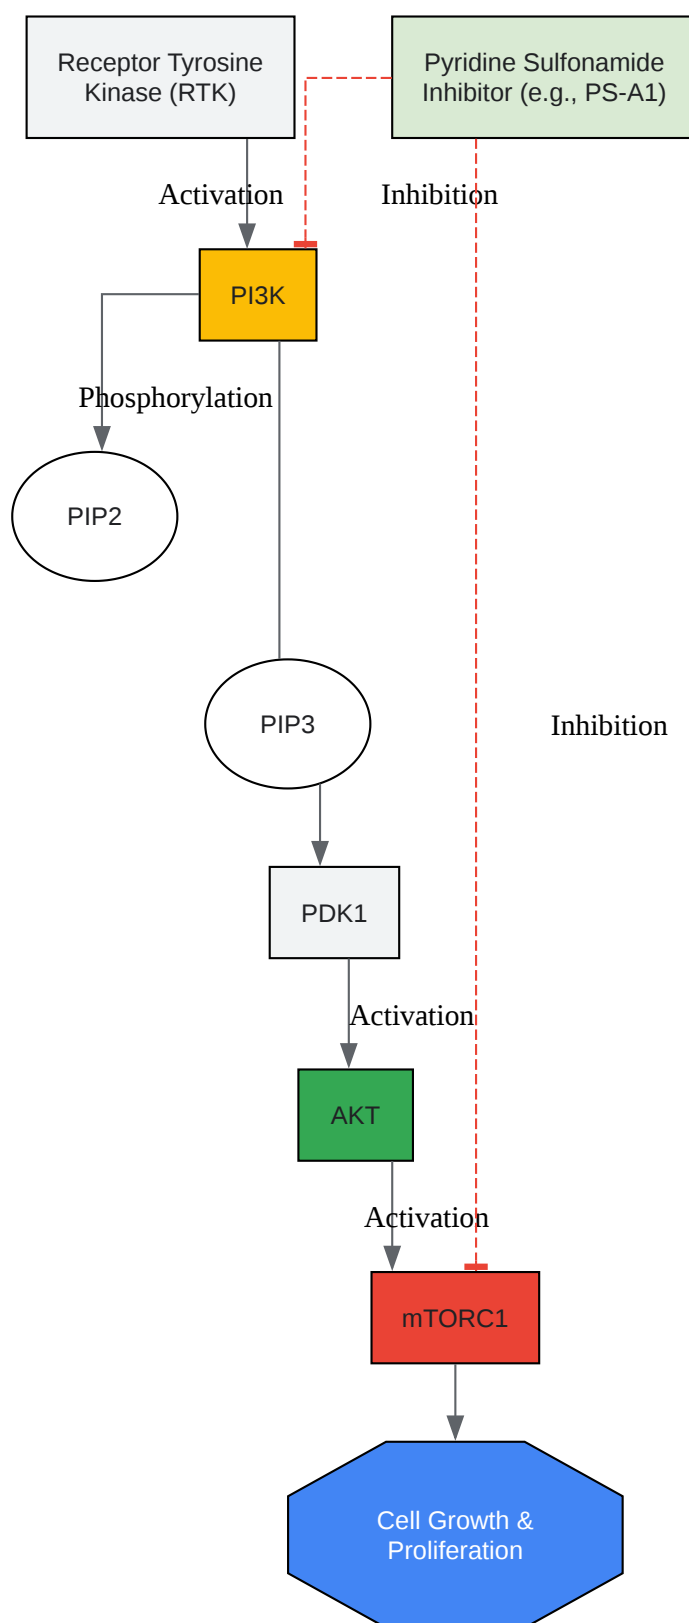 Receptor Tyrosine
Kinase (RTK)
Pyridine Sulfonamide
Inhibitor (e.g., PS-A1)
Activation
Inhibition
PI3K
Phosphorylation
PIP2
PIP3
Inhibition
PDK1
Activation
AKT
Activation
mTORC1
Cell Growth &
Proliferation